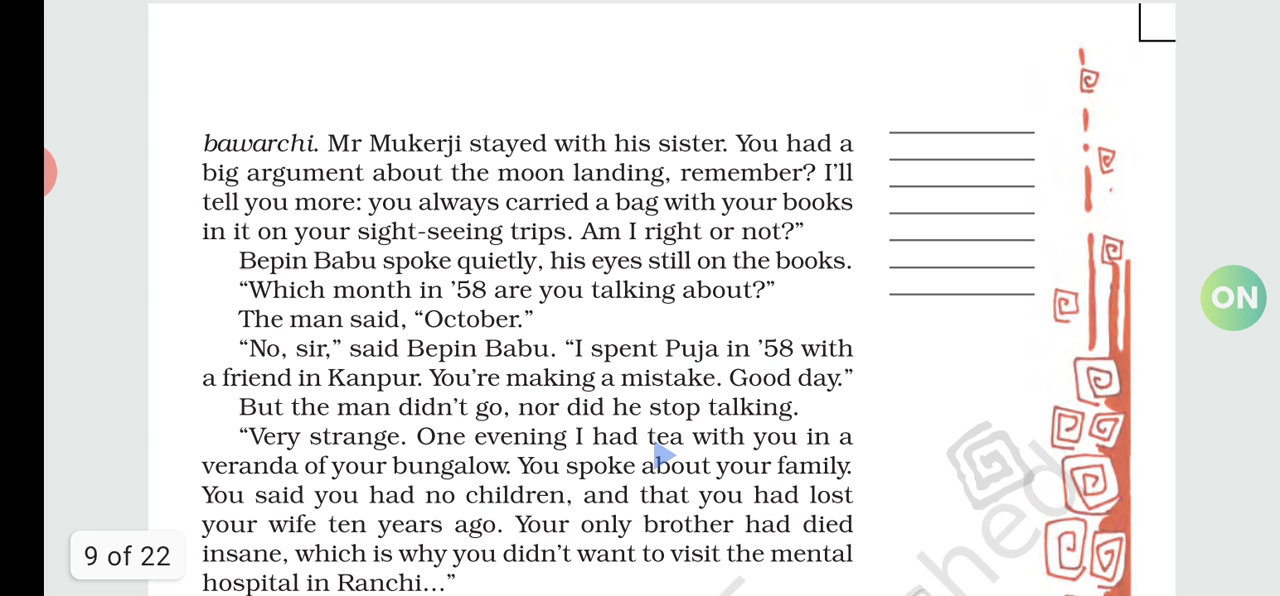 bawarchi. Mr Mukerji stayed with his sister. You had a
big argument about the moon landing, remember? I’ll
tell you more: you always carried a bag with your books
in it on your sight-seeing trips. Am I right or not?”
Bepin Babu spoke quietly, his eyes still on the books.
“Which month in ’58 are you talking about?”
The man said, “October.”
“No, sir,” said Bepin Babu. “I spent Puja in ’58 with
a friend in Kanpur. You’re making a mistake. Good day.”
But the man didn’t go, nor did he stop talking.
“Very strange. One evening I had tea with you in a
veranda of your bungalow. You spoke about your family.
You said you had no children, and that you had lost
your wife ten years ago. Your only brother had died
insane, which is why you didn’t want to visit the mental
hospital in Ranchi...”
ON
9 of 22